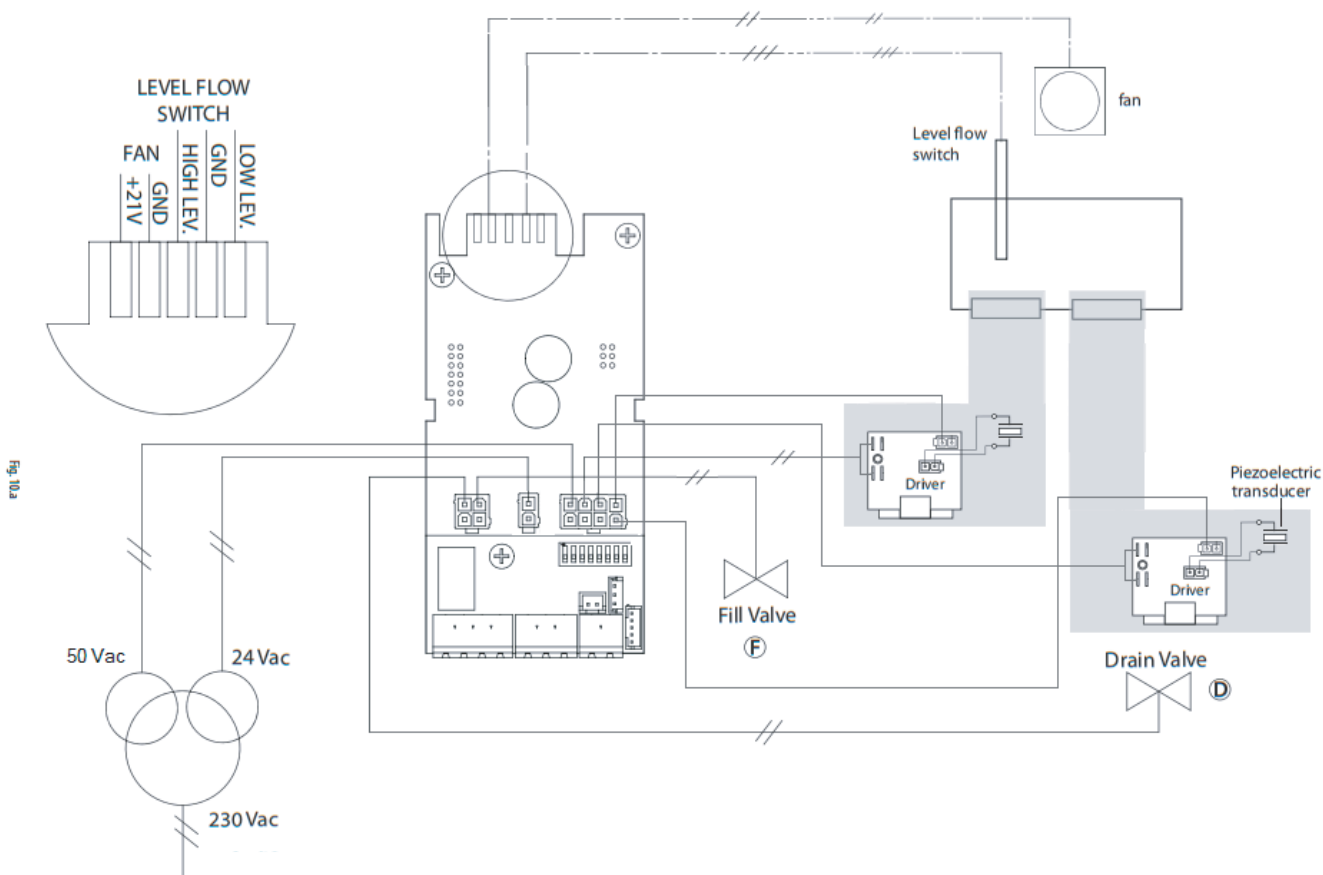 LEVEL FLOW
SWITCH
FAN
+21V
GND
HIGH LEV.
GND
LOW LEV.
fan
Level flow
switch
Driver
Piezoelectric
transducer
Driver
Fill Valve
F
Drain Valve
D
50 Vac
24 Vac
230 Vac
Fig. 10.a